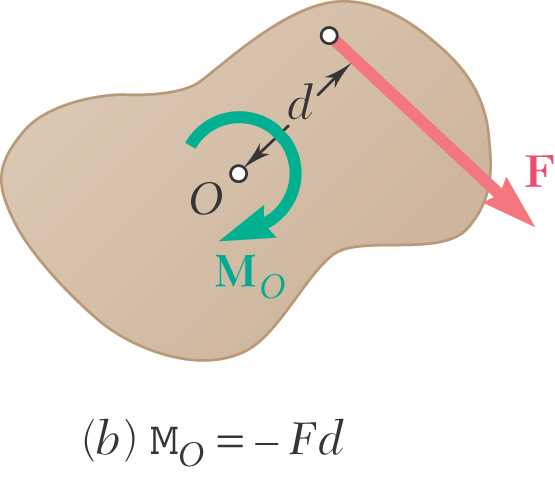 d
F
O
M_O
(b) M_O = – Fd